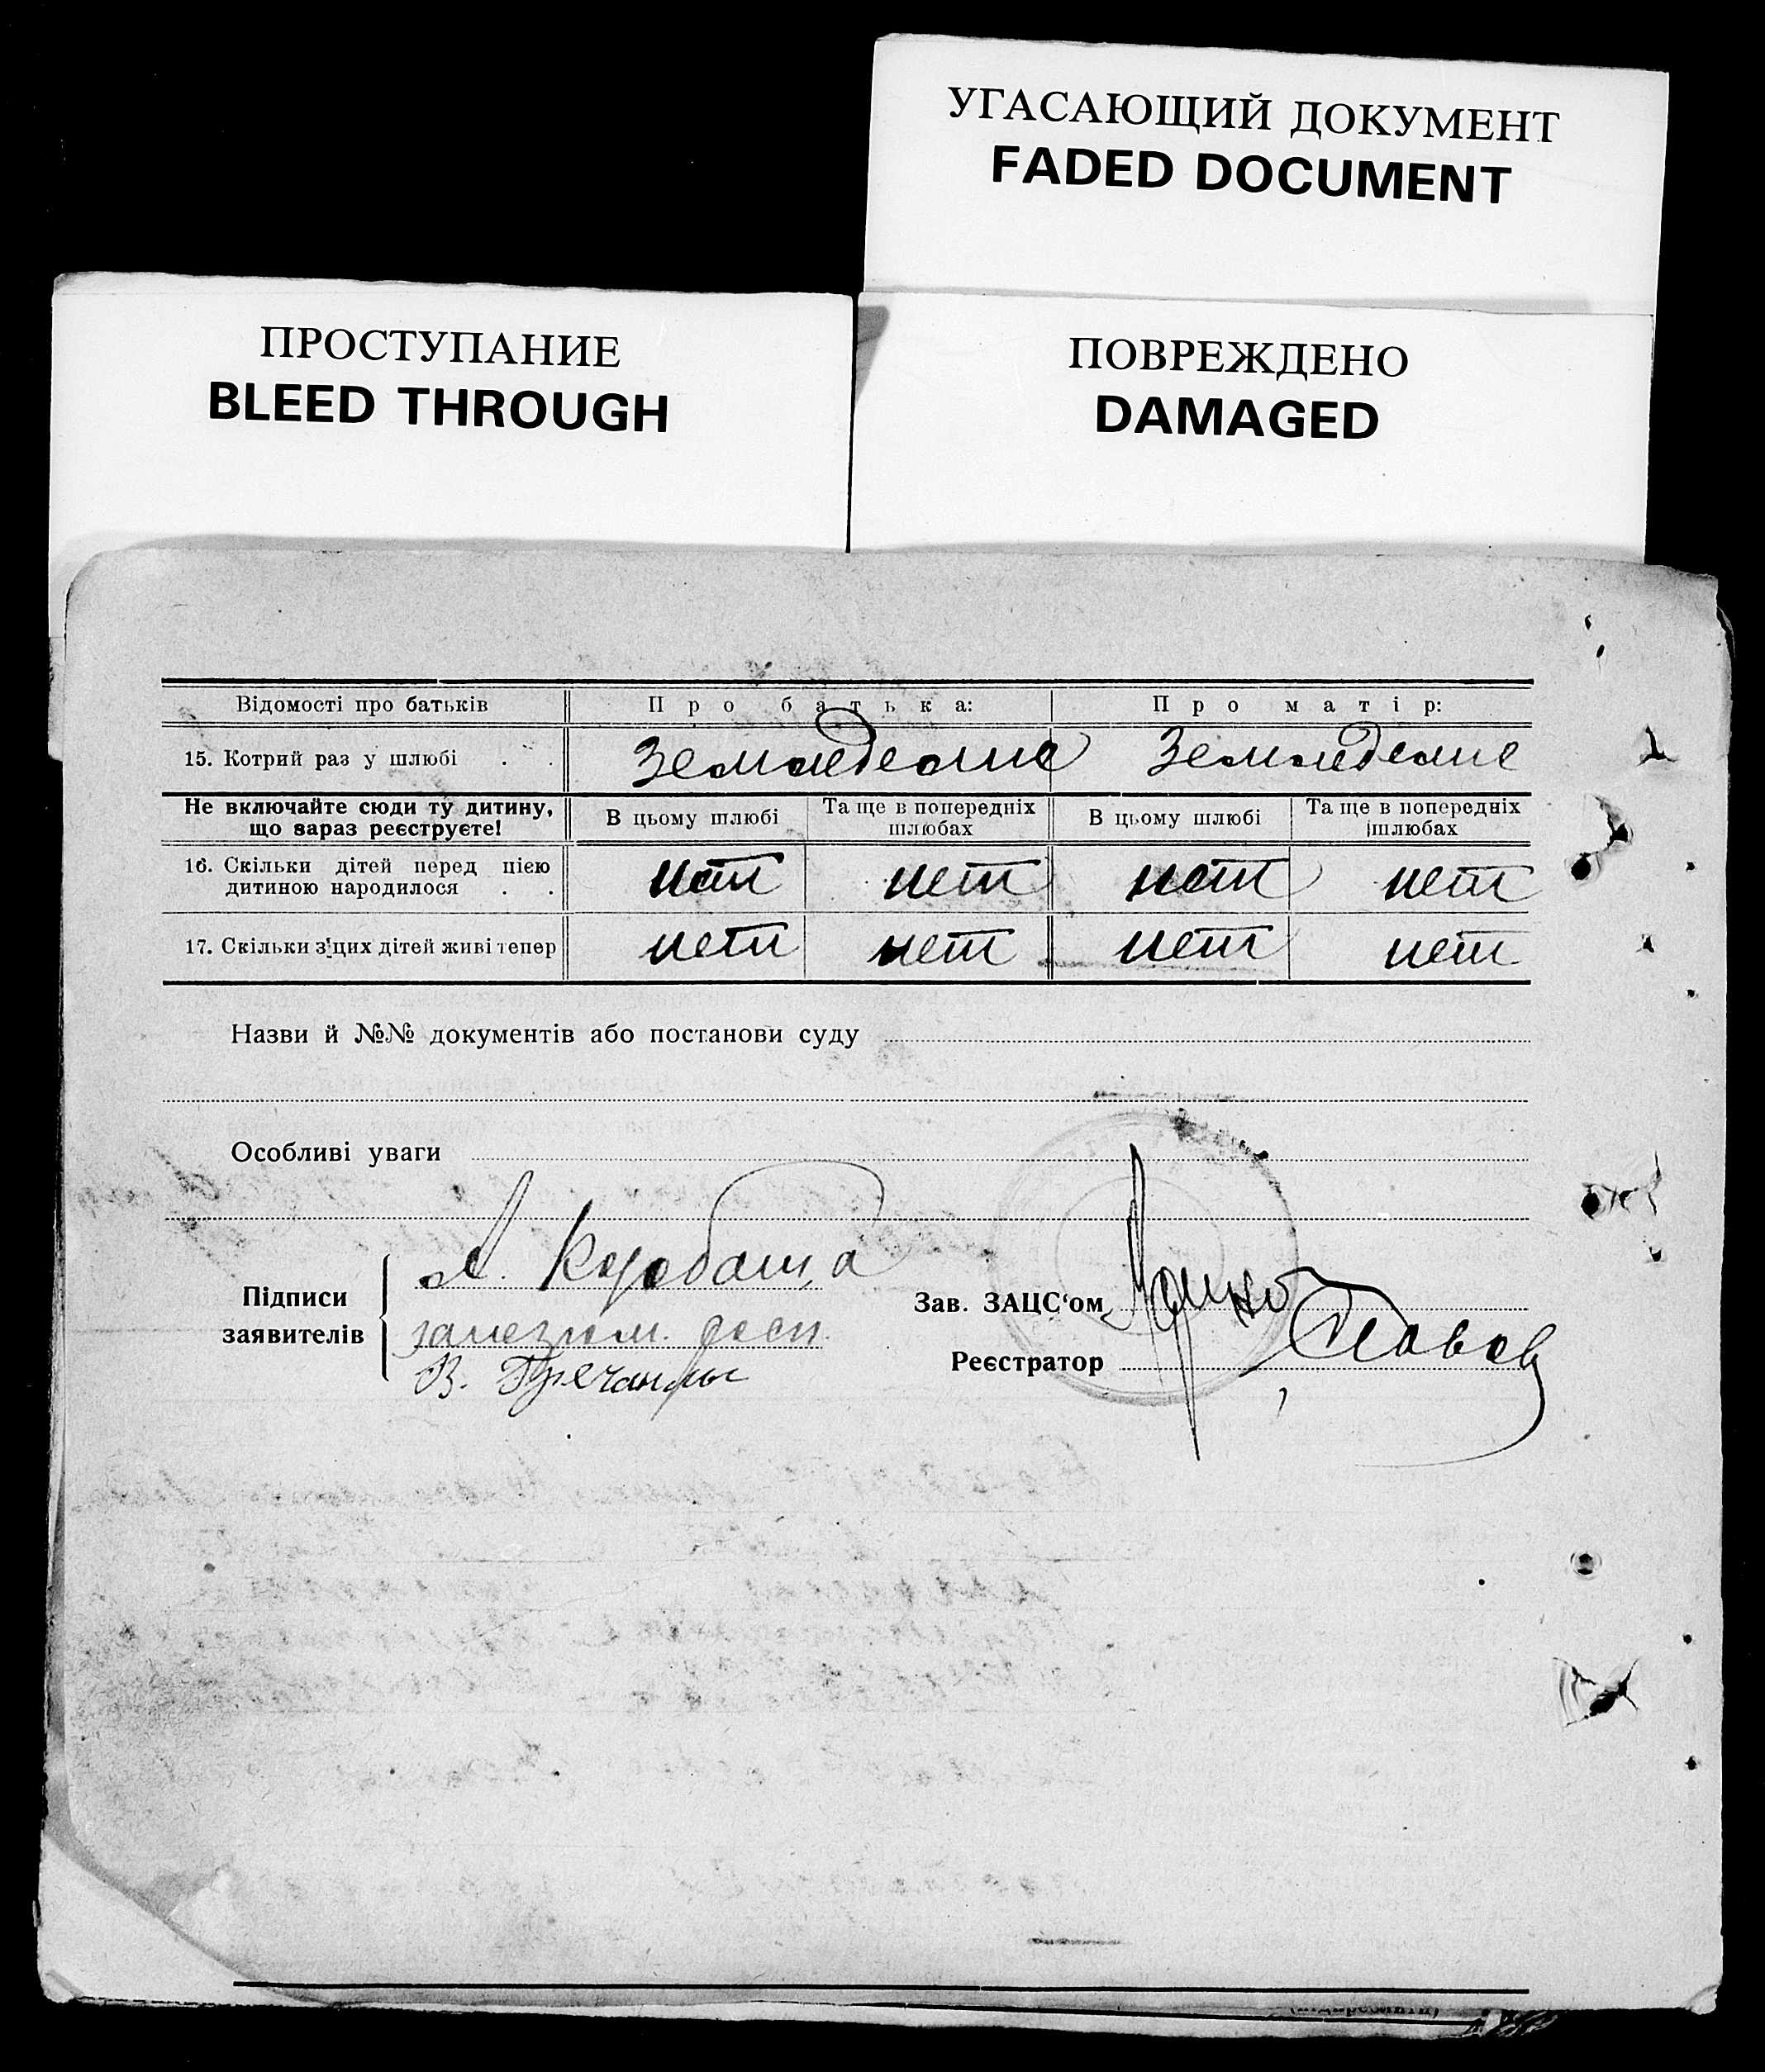 УГАСАЮЩИЙ ДОКУМЕНТ
FADED DOCUMENT
ПРОСТУПАНИЕ
BLEED THROUGH
ПОВРЕЖДЕНО
DAMAGED
Відомості про батьків Про батька: Про матір:
15. Котрий раз у шлюбі . . Земледелие Земледелие
Не включайте сюди ту дитину, що зараз реєструєте! В цьому шлюбі Та ще в попередніх шлюбах В цьому шлюбі Та ще в попередніх шлюбах
16. Скільки дітей перед цією
дитиною народилося . . нет нет нет нет
17. Скільки з цих дітей живі тепер нет нет нет нет
Назви й №№ документів або постанови суду
Особливі уваги
Підписи
заявителів
Л. Курбаша
В.
Зав. ЗАЦС‘ом
Реєстратор